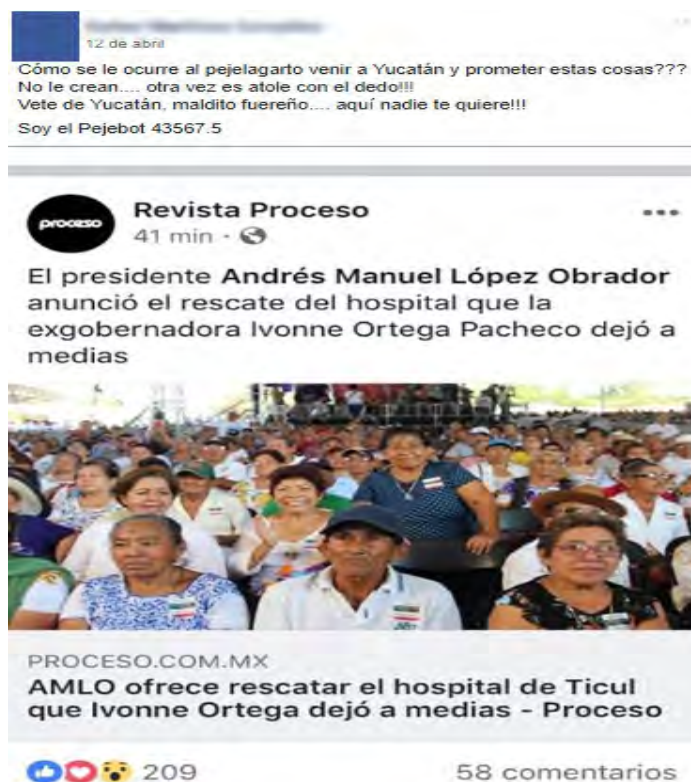 12 de abril
Cómo se le ocurre al pejelagarto venir a Yucatán y prometer estas cosas???
No le crean.... otra vez es atole con el dedo!!!
Vete de Yucatán, maldito fuereño.... aquí nadie te quiere!!!
Soy el Pejebot 43567.5
proceso
Revista Proceso
41 min ·
El presidente Andrés Manuel López Obrador
anunció el rescate del hospital que la
exgobernadora Ivonne Ortega Pacheco dejó a
medias
PROCESO.COM.MX
AMLO ofrece rescatar el hospital de Ticul
que Ivonne Ortega dejó a medias - Proceso
209
58 comentarios